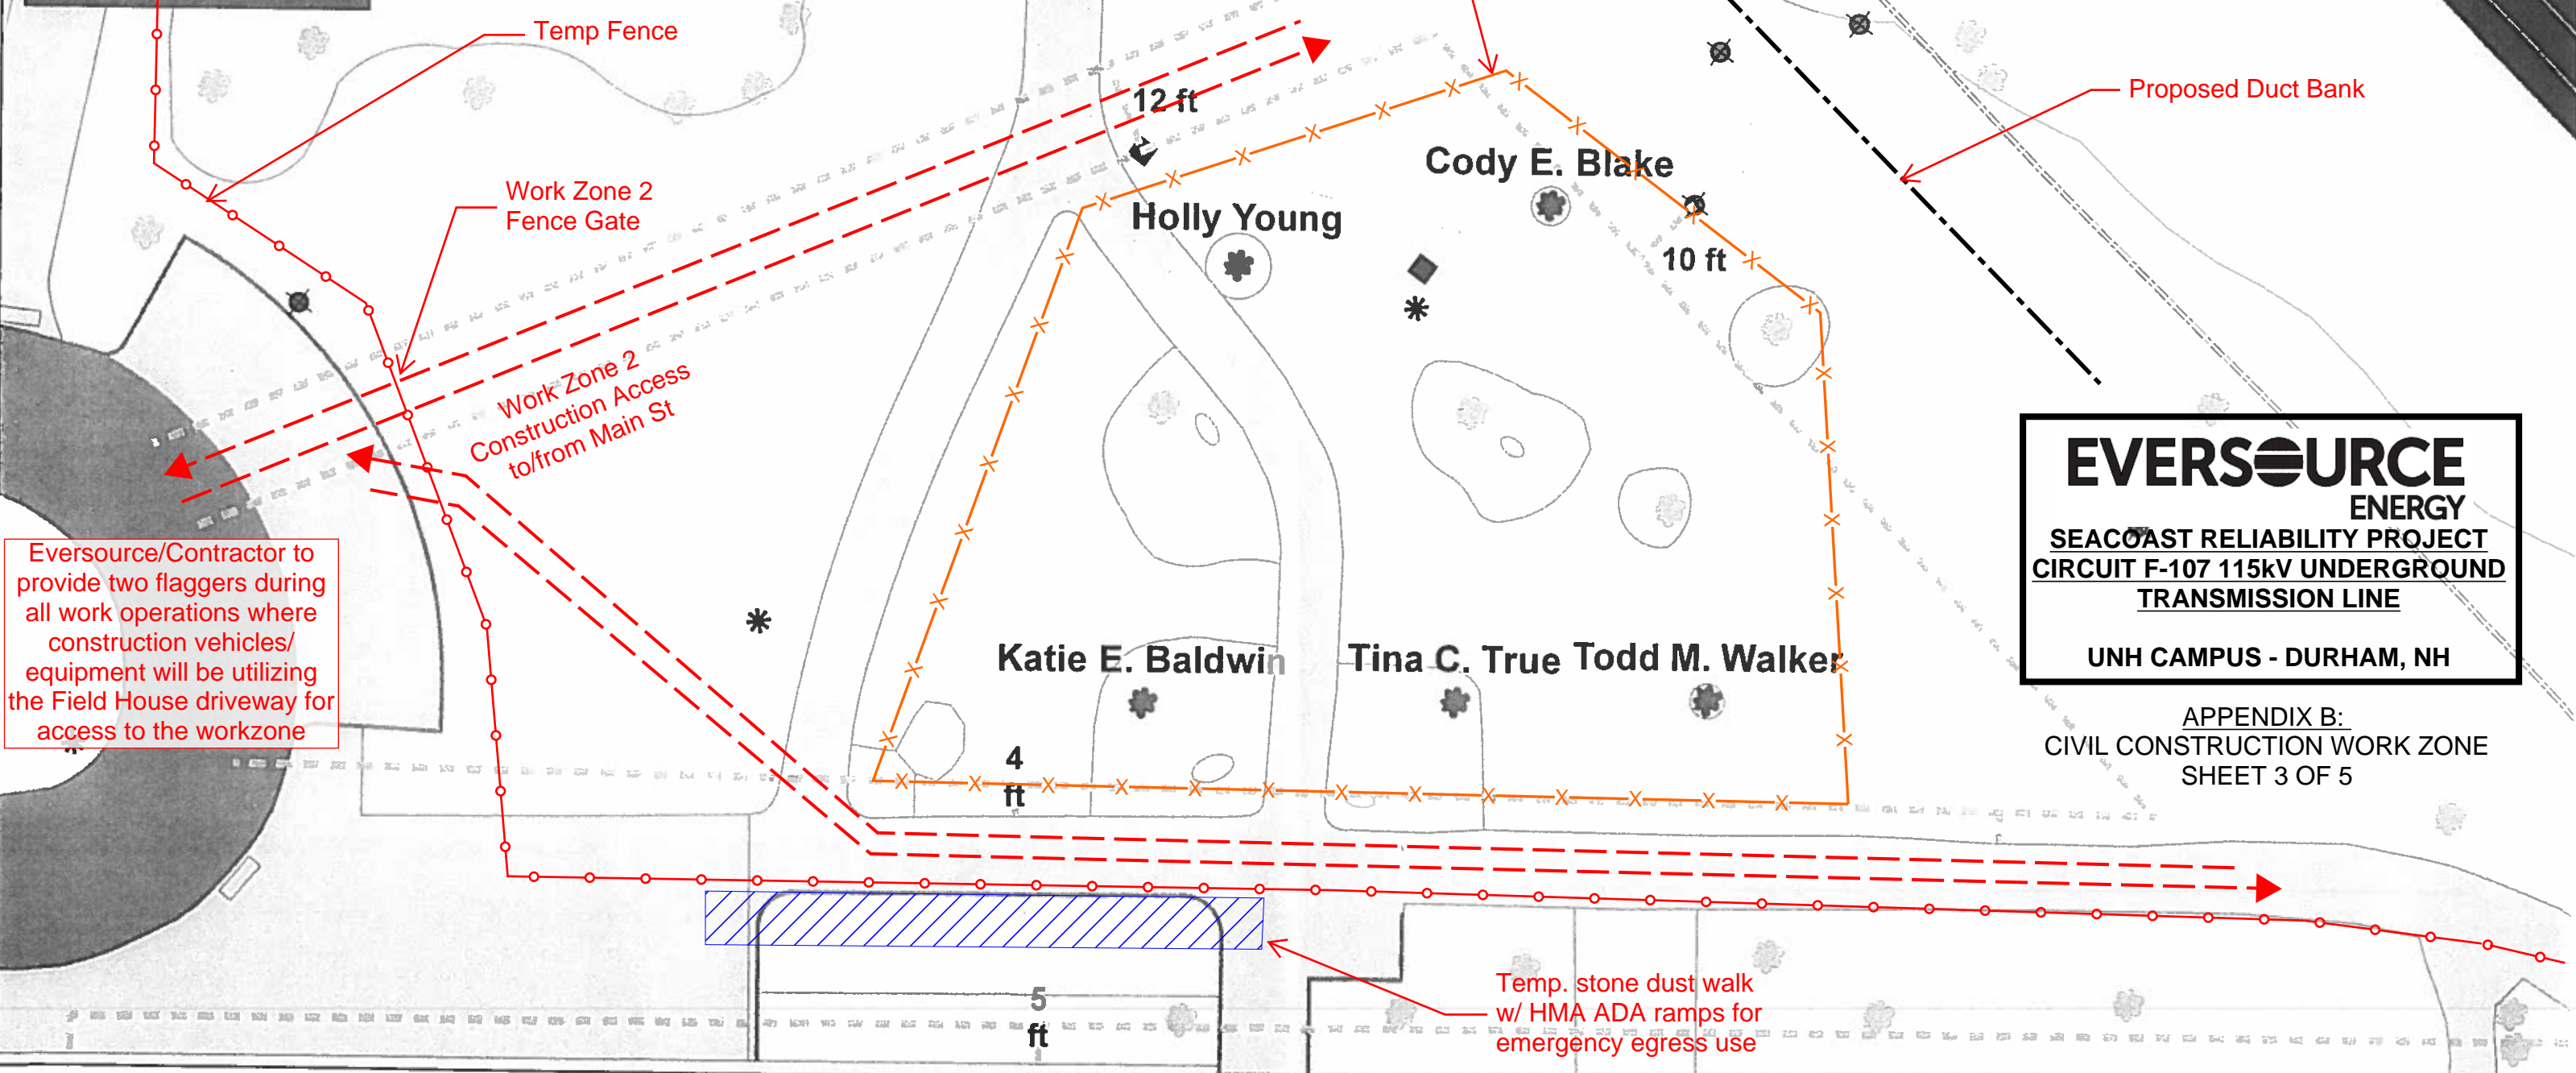 Temp Fence
12 ft
Proposed Duct Bank
Cody E. Blake
Work Zone 2
Fence Gate
Holly Young
10 ft
Work Zone 2
Construction Access
to/from Main St
EVERSOURCE
ENERGY
SEACOAST RELIABILITY PROJECT
CIRCUIT F-107 115kV UNDERGROUND
TRANSMISSION LINE
UNH CAMPUS - DURHAM, NH
Eversource/Contractor to
provide two flaggers during
all work operations where
construction vehicles/
equipment will be utilizing
the Field House driveway for
access to the workzone
Katie E. Baldwin
Tina C. True
Todd M. Walker
APPENDIX B:
CIVIL CONSTRUCTION WORK ZONE
SHEET 3 OF 5
4
ft
Temp. stone dust walk
w/ HMA ADA ramps for
emergency egress use
5
ft